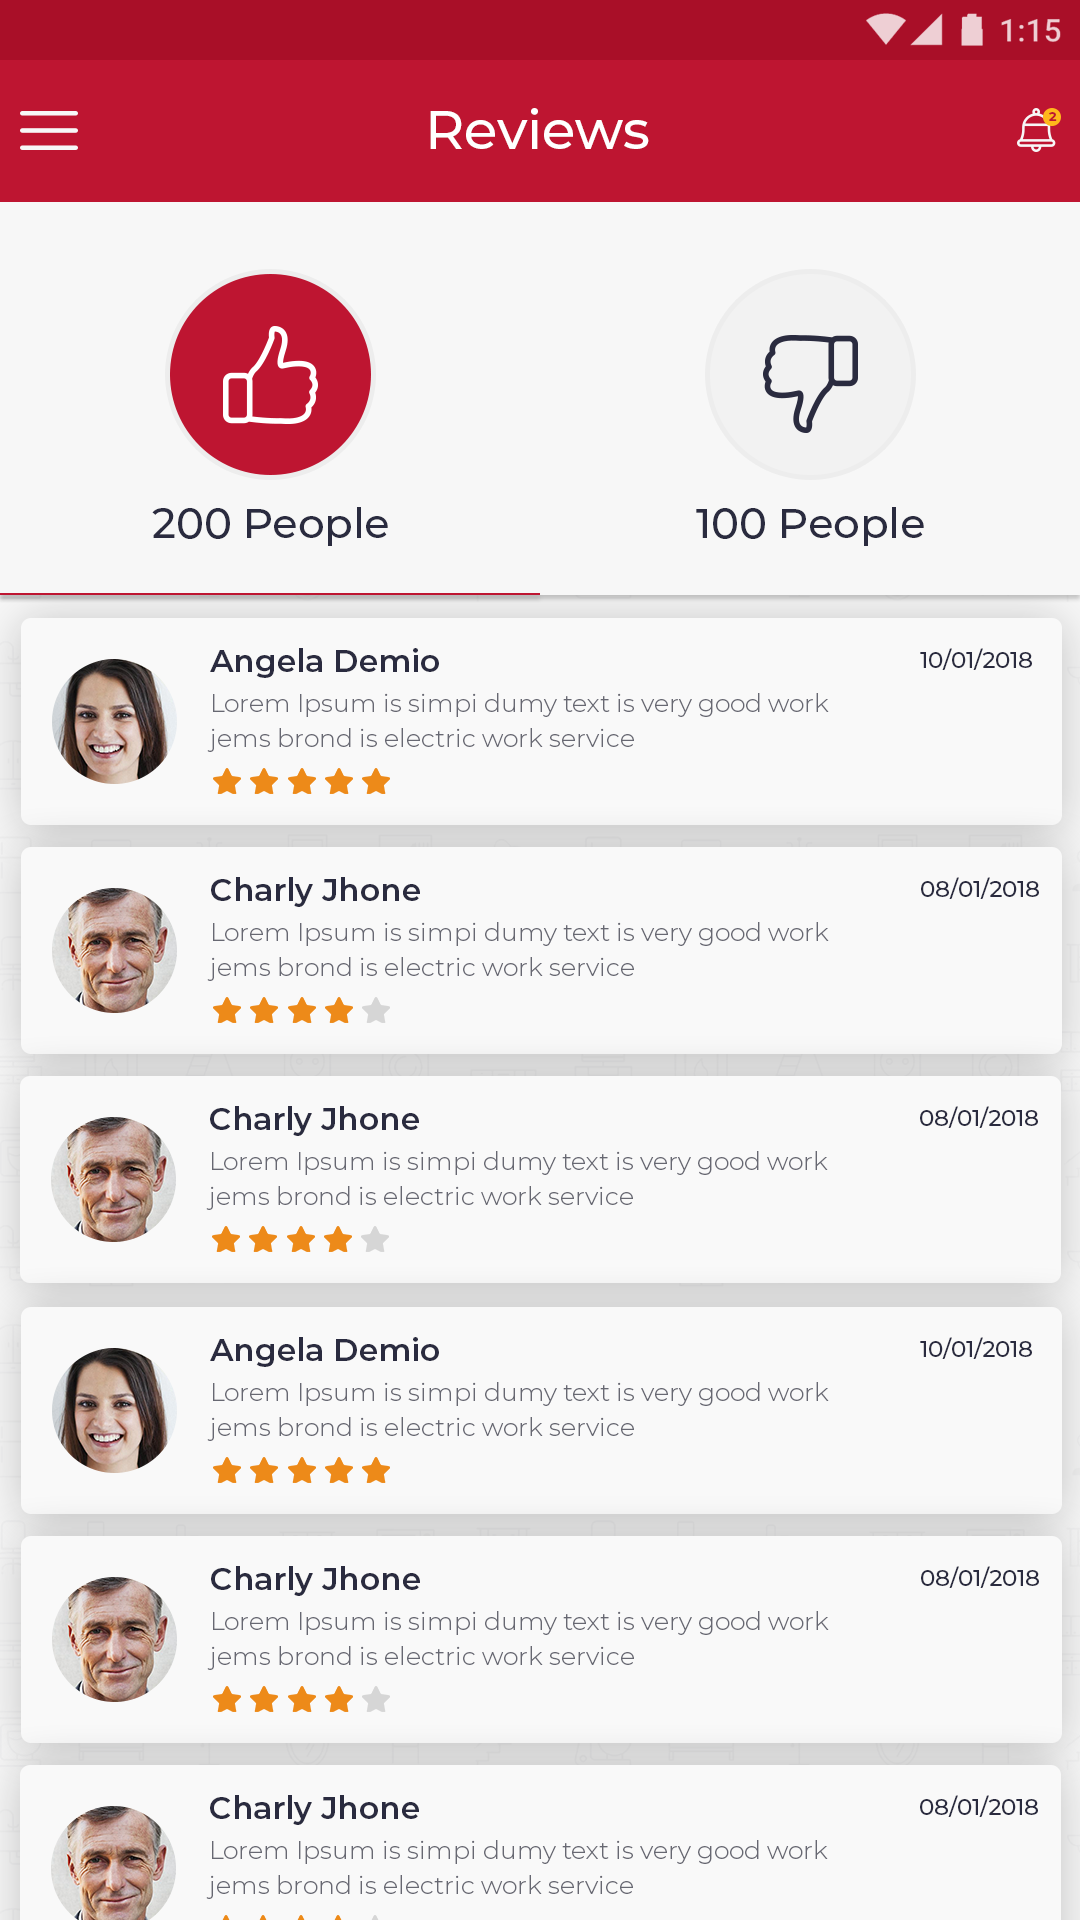 1:15
Reviews
2
200 People
100 People
Angela Demio
10/01/2018
Lorem Ipsum is simpi dumy text is very good work
jems brond is electric work service
Charly Jhone
08/01/2018
Lorem Ipsum is simpi dumy text is very good work
jems brond is electric work service
Charly Jhone
08/01/2018
Lorem Ipsum is simpi dumy text is very good work
jems brond is electric work service
Angela Demio
10/01/2018
Lorem Ipsum is simpi dumy text is very good work
jems brond is electric work service
Charly Jhone
08/01/2018
Lorem Ipsum is simpi dumy text is very good work
jems brond is electric work service
Charly Jhone
08/01/2018
Lorem Ipsum is simpi dumy text is very good work
jems brond is electric work service